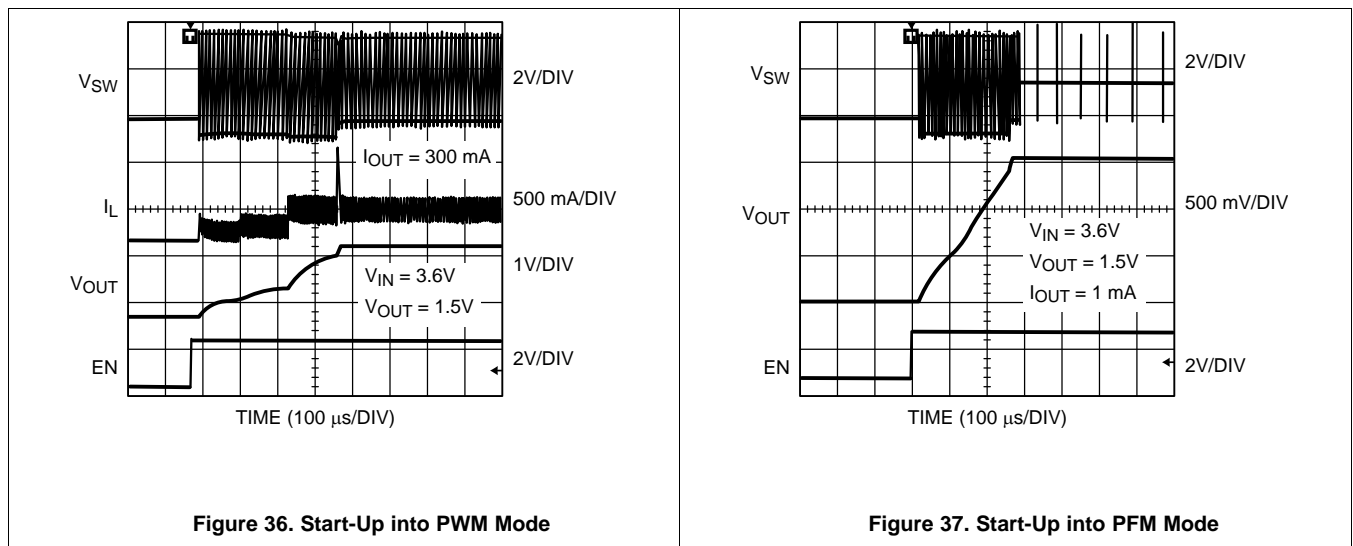 V_SW
2V/DIV
I_OUT = 300 mA
I_L
500 mA/DIV
1V/DIV
V_OUT
V_IN = 3.6V
V_OUT = 1.5V
EN
2V/DIV
TIME (100 μs/DIV)
Figure 36. Start-Up into PWM Mode
V_SW
2V/DIV
V_OUT
500 mV/DIV
V_IN = 3.6V
V_OUT = 1.5V
I_OUT = 1 mA
EN
2V/DIV
TIME (100 μs/DIV)
Figure 37. Start-Up into PFM Mode